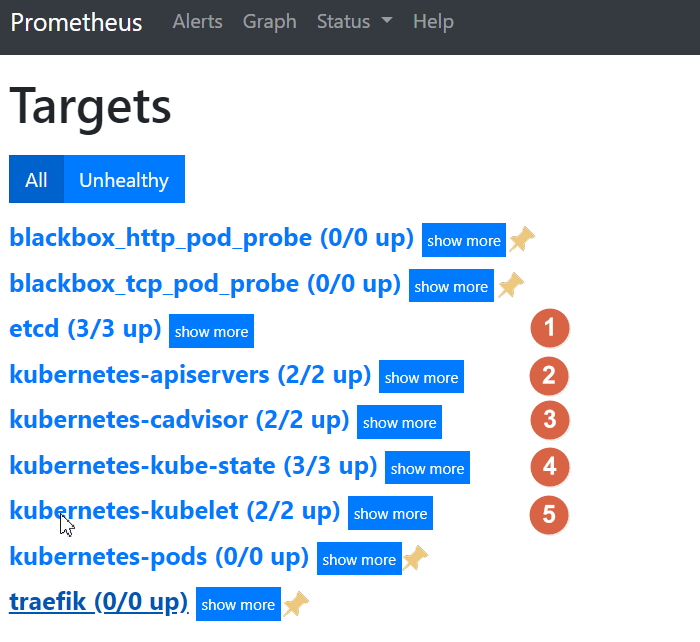 Prometheus Alerts Graph Status Help
Targets
All Unhealthy
blackbox_http_pod_probe (0/0 up) show more
blackbox_tcp_pod_probe (0/0 up) show more
etcd (3/3 up) show more 1
kubernetes-apiservers (2/2 up) show more 2
kubernetes-cadvisor (2/2 up) show more 3
kubernetes-kube-state (3/3 up) show more 4
kubernetes-kubelet (2/2 up) show more 5
kubernetes-pods (0/0 up) show more
traefik (0/0 up) show more